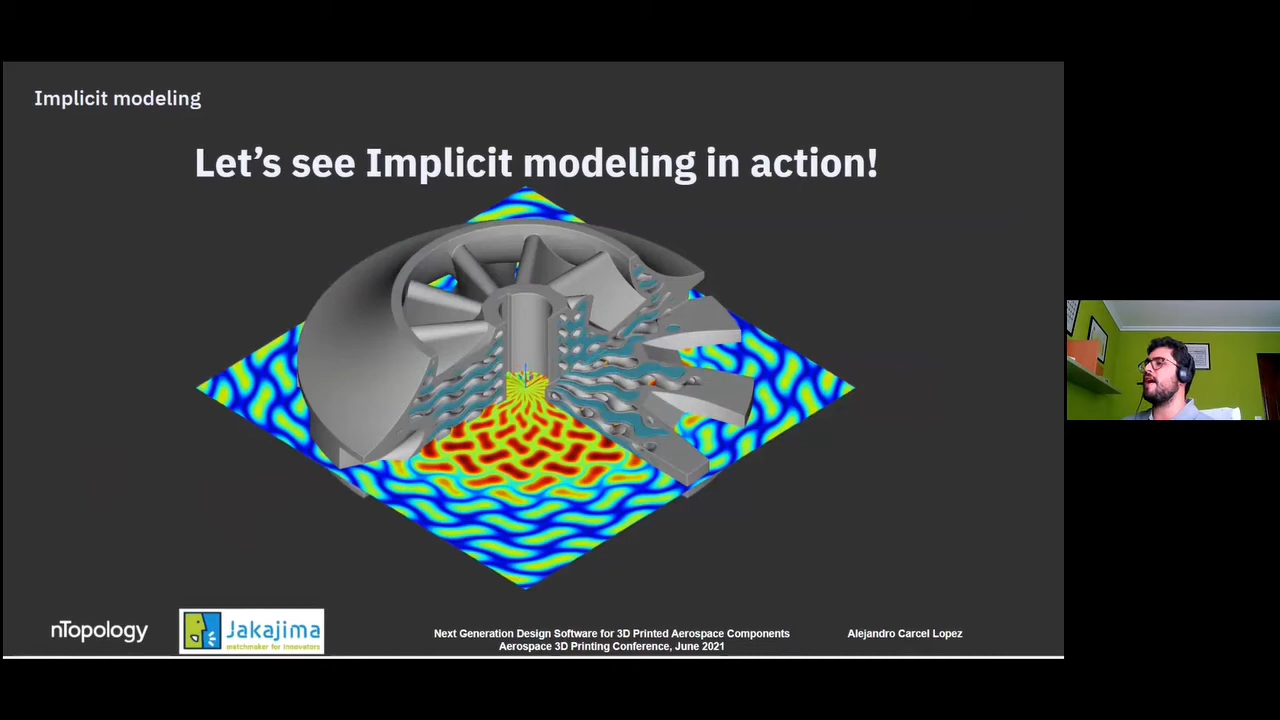 Implicit modeling
Let's see Implicit modeling in action!
nTopology
Jakajima
matchmaker for innovators
Next Generation Design Software for 3D Printed Aerospace Components
Aerospace 3D Printing Conference, June 2021
Alejandro Carcel Lopez